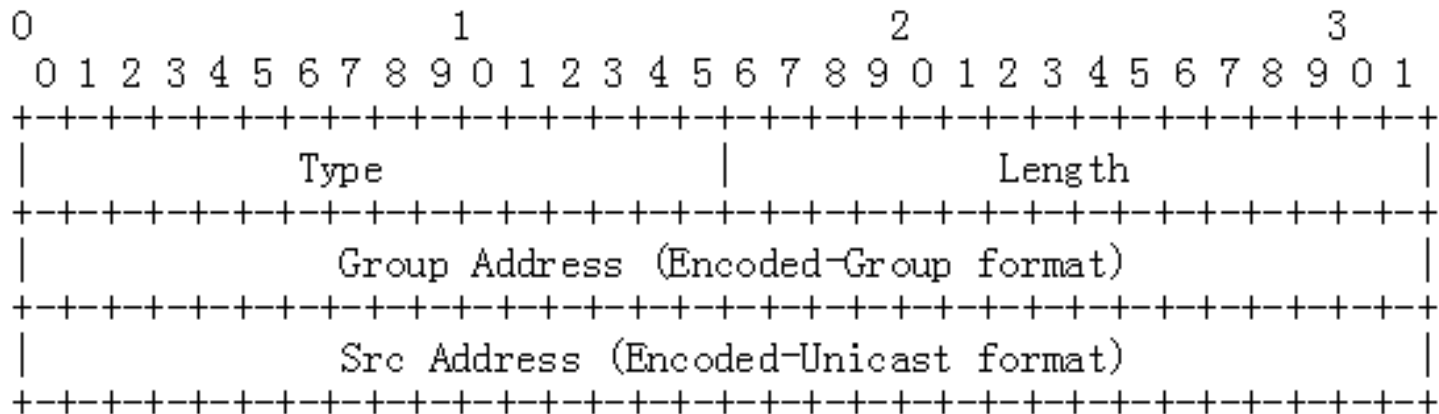 0                   1                   2                   3
 0 1 2 3 4 5 6 7 8 9 0 1 2 3 4 5 6 7 8 9 0 1 2 3 4 5 6 7 8 9 0 1
+-+-+-+-+-+-+-+-+-+-+-+-+-+-+-+-+-+-+-+-+-+-+-+-+-+-+-+-+-+-+-+-+
|            Type               |            Length             |
+-+-+-+-+-+-+-+-+-+-+-+-+-+-+-+-+-+-+-+-+-+-+-+-+-+-+-+-+-+-+-+-+
|              Group Address (Encoded-Group format)             |
+-+-+-+-+-+-+-+-+-+-+-+-+-+-+-+-+-+-+-+-+-+-+-+-+-+-+-+-+-+-+-+-+
|              Src Address (Encoded-Unicast format)             |
+-+-+-+-+-+-+-+-+-+-+-+-+-+-+-+-+-+-+-+-+-+-+-+-+-+-+-+-+-+-+-+-+